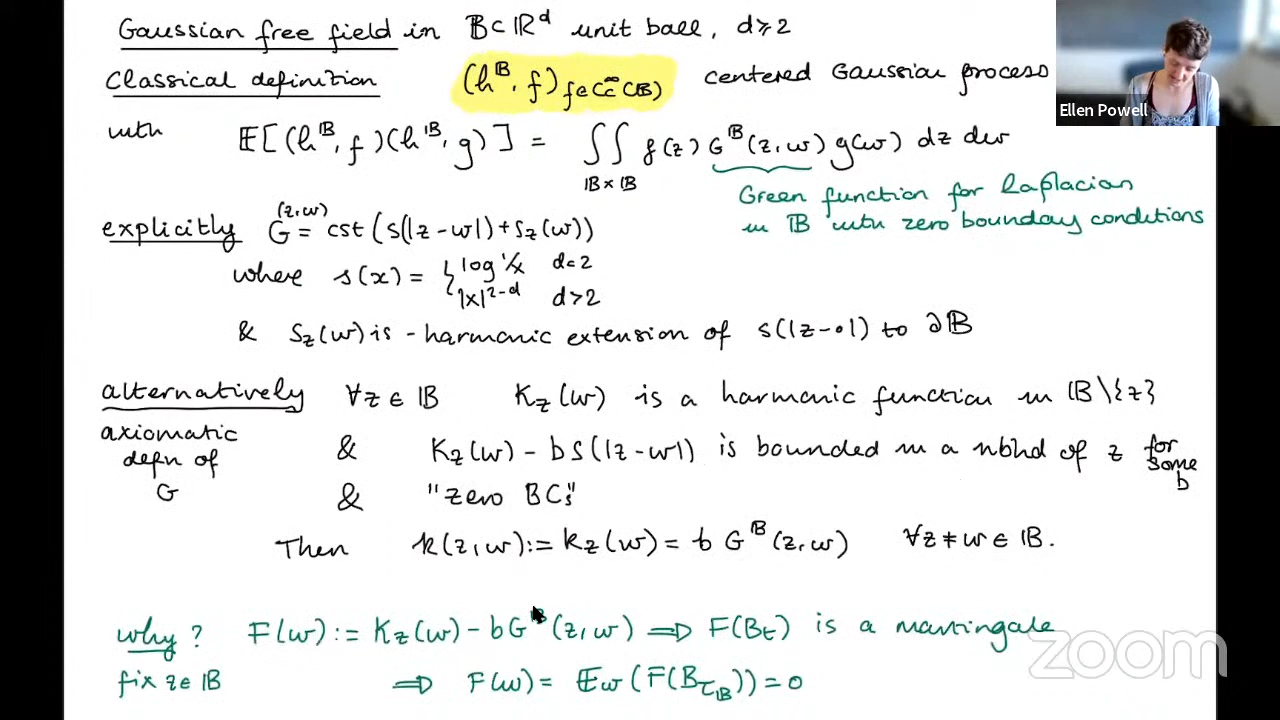 Gaussian free field in 𝔹⊂ℝᵈ unit ball, d⩾2
Classical definition (h^𝔹, f)_{f∈C_c^∞(𝔹)} centered Gaussian process
with 𝔼[(h^𝔹, f)(h^𝔹, g)] = ∬_{𝔹×𝔹} f(z) G^𝔹(z,w) g(w) dz dw
Green function for Laplacian
in 𝔹 with zero boundary conditions
explicitly G^{(z,w)} = cst (s(|z-w|)+S_z(w))
where s(x) = { log 1/x d=2
|x|^{2-d} d>2
& S_z(w) is - harmonic extension of s(|z-•|) to ∂𝔹
alternatively ∀z∈𝔹 K_z(w) is a harmonic function in 𝔹\{z}
axiomatic defn of G
& K_z(w) - bs(|z-w|) is bounded in a nbhd of z for some b
& "zero BCs"
Then k(z,w) := k_z(w) = b G^𝔹(z,w) ∀z≠w∈𝔹.
why? F(w) := K_z(w) - bG^𝔹(z,w) ⟹ F(B_t) is a martingale
fix z∈𝔹 ⟹ F(w) = 𝔼_w(F(B_{τ_𝔹})) = 0
Ellen Powell
zoom